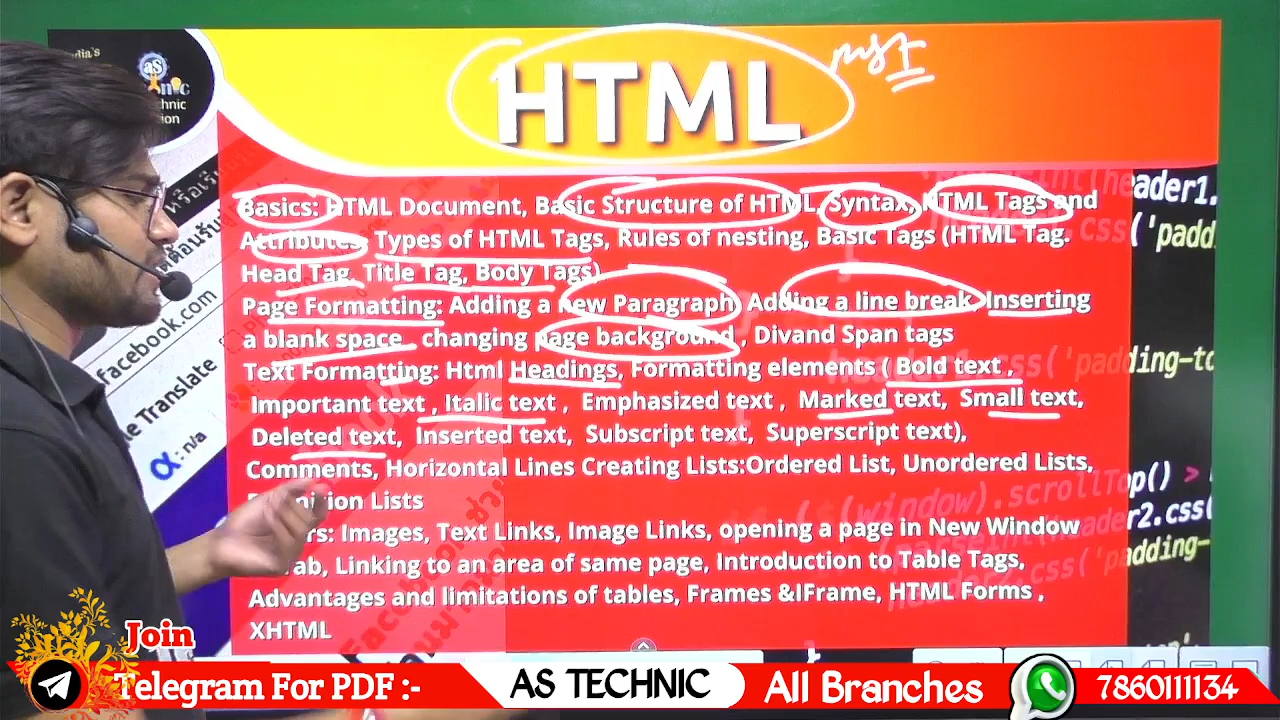 HTML
Basics: HTML Document, Basic Structure of HTML, Syntax, HTML Tags and
Attributes, Types of HTML Tags, Rules of nesting, Basic Tags (HTML Tag.
Head Tag, Title Tag, Body Tags)
Page Formatting: Adding a new Paragraph, Adding a line break, Inserting
a blank space , changing page background , Divand Span tags
Text Formatting: Html Headings, Formatting elements ( Bold text ,
Important text , Italic text , Emphasized text , Marked text, Small text,
Deleted text, Inserted text, Subscript text, Superscript text),
Comments, Horizontal Lines Creating Lists:Ordered List, Unordered Lists,
Lists
Images, Text Links, Image Links, opening a page in New Window
Linking to an area of same page, Introduction to Table Tags,
Advantages and limitations of tables, Frames &IFrame, HTML Forms ,
XHTML
facebook.com
Translate
: n/a
Join
Telegram For PDF :-
AS TECHNIC
All Branches
7860111134